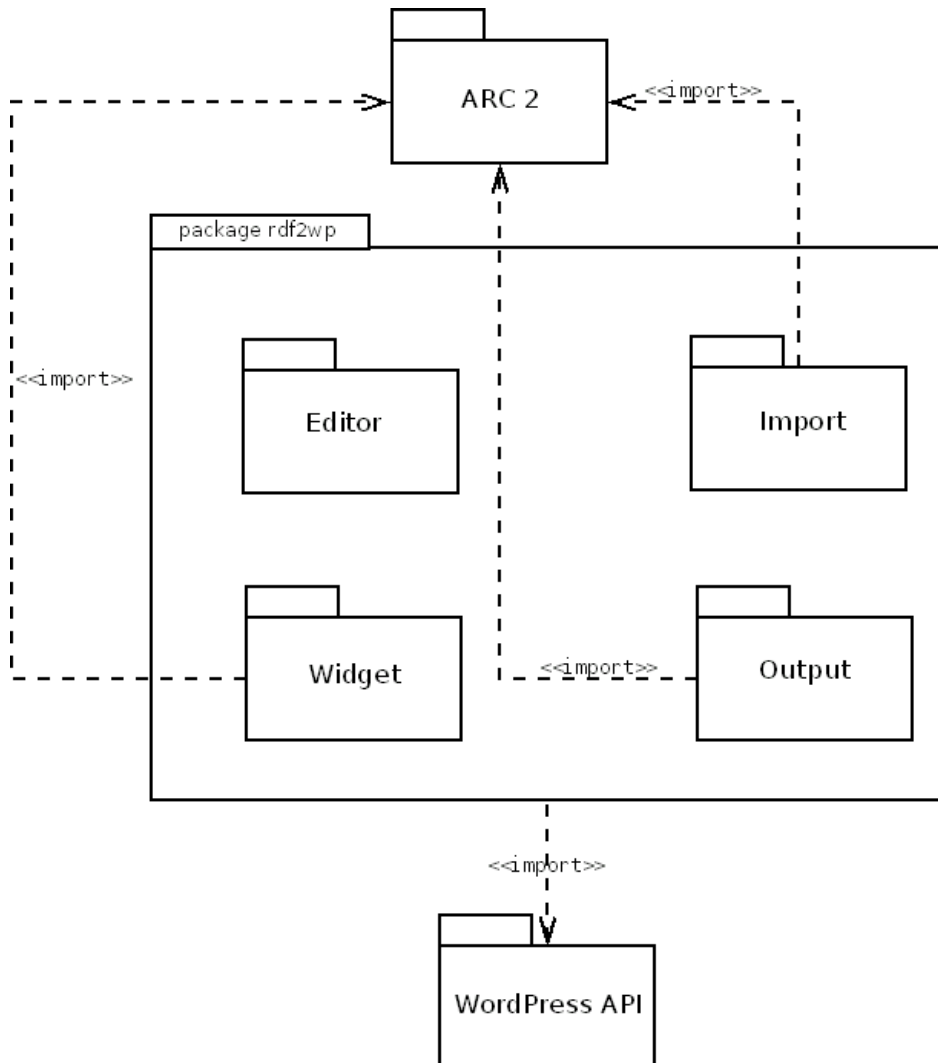 ARC 2
<<import>>
package rdf2wp
<<import>>
Editor
Import
Widget
<<import>>
Output
<<import>>
WordPress API